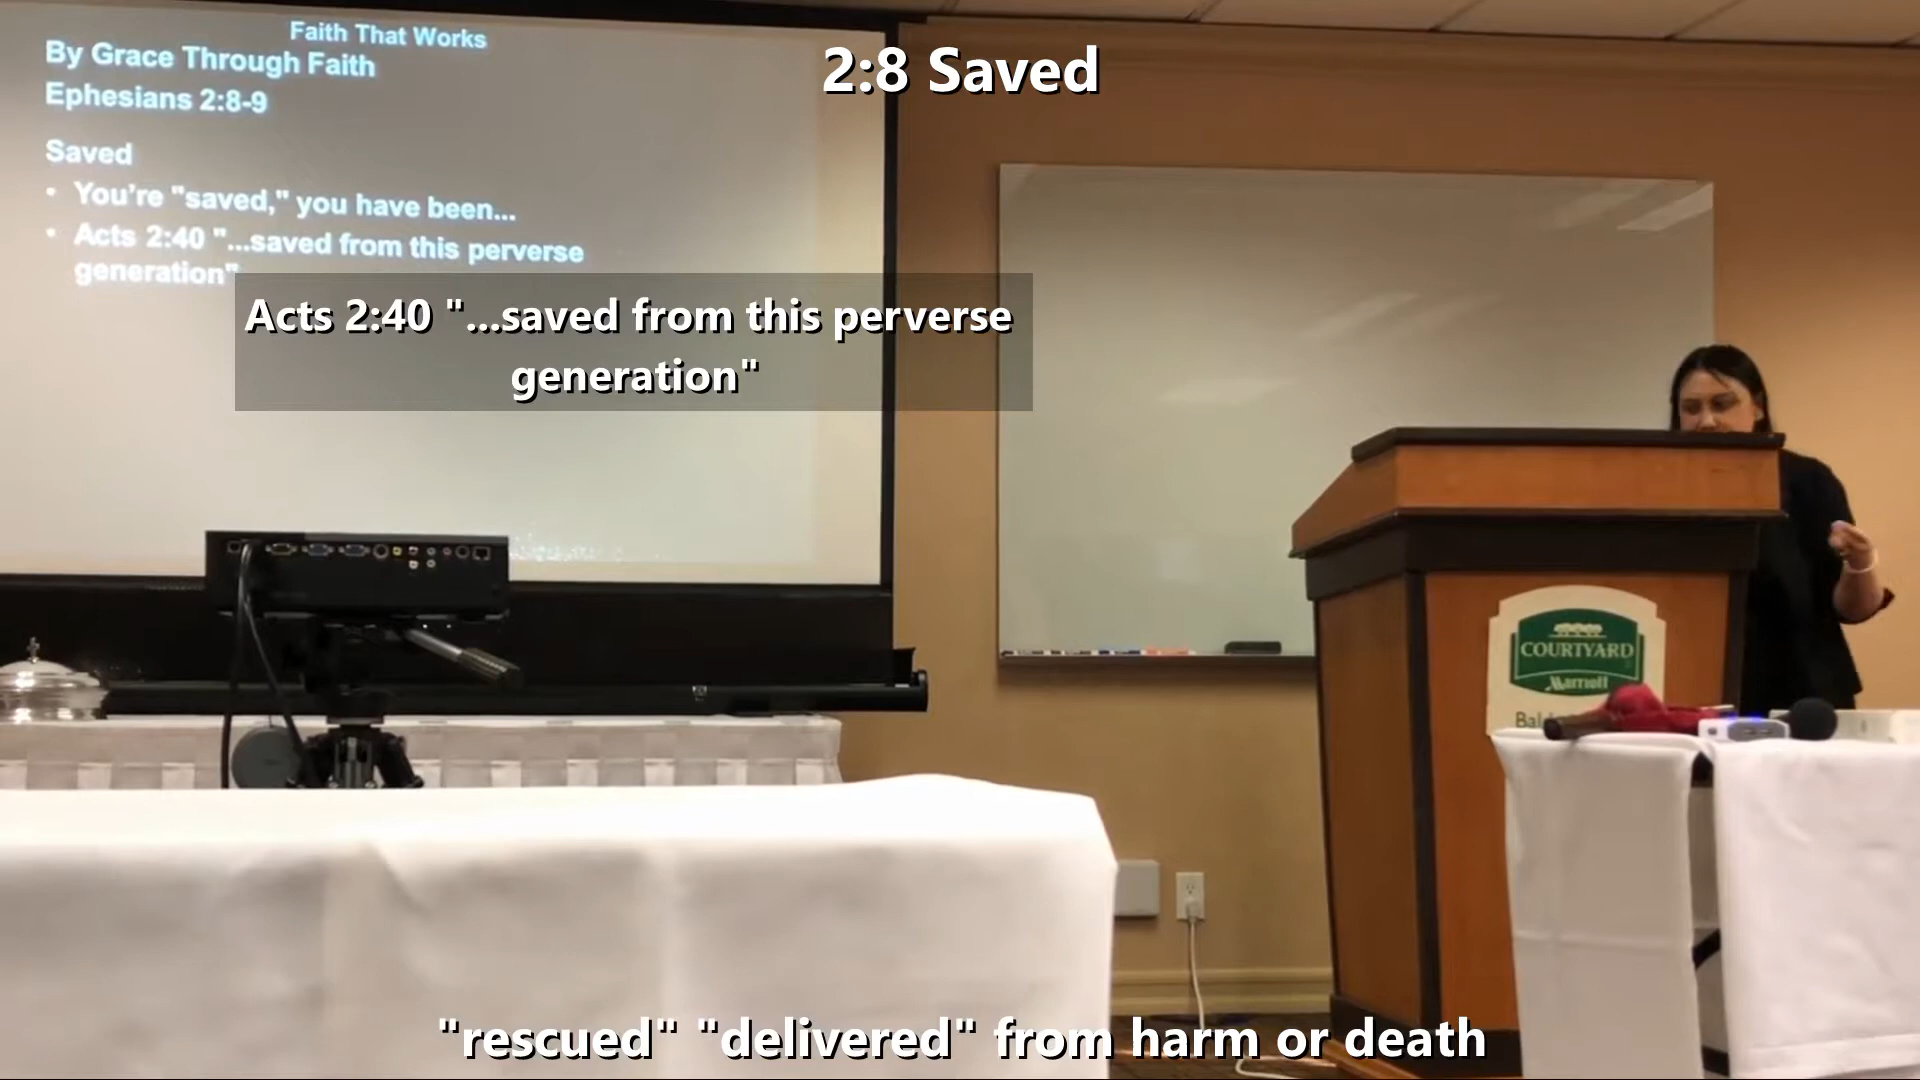 Faith That Works
By Grace Through Faith
Ephesians 2:8-9
Saved
• You're "saved," you have been...
• Acts 2:40 "...saved from this perverse
generation"
2:8 Saved
Acts 2:40 "...saved from this perverse
generation"
COURTYARD
Marriott
"rescued" "delivered" from harm or death